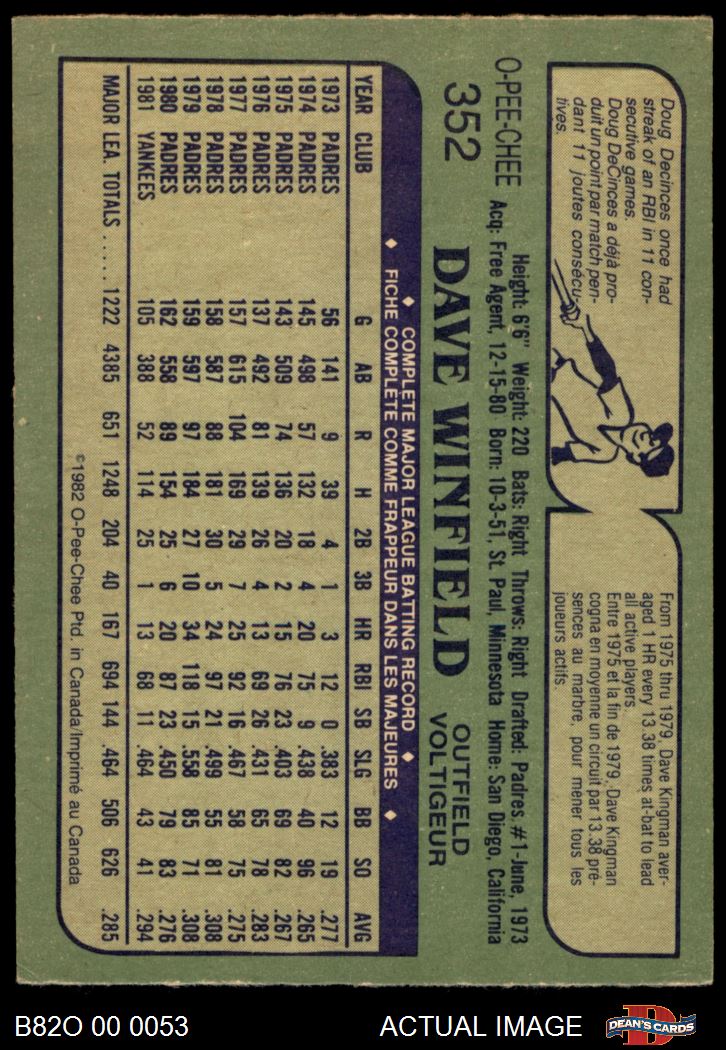 Doug Decinces once had
streak of an RBI in 11 con-
secutive games.
Doug DeCinces a déjà pro-
duit un point par match pen-
dant 11 joutes consécu-
tives.
From 1975 thru 1979, Dave Kingman aver-
aged 1 HR every 13.38 times at-bat to lead
all active players.
Entre 1975 et la fin de 1979, Dave Kingman
cogna en moyenne un circuit par 13.38 pré-
sences au marbre, pour mener tous les
joueurs actifs.
O-PEE-CHEE
352
Height: 6'6" Weight: 220 Bats: Right Throws: Right Drafted: Padres #1-June, 1973
Acq: Free Agent, 12-15-80 Born: 10-3-51, St. Paul, Minnesota Home: San Diego, California
DAVE WINFIELD
OUTFIELD
VOLTIGEUR
♦ COMPLETE MAJOR LEAGUE BATTING RECORD ♦
♦ FICHE COMPLETE COMME FRAPPEUR DANS LES MAJEURES ♦
YEAR CLUB G AB R H 2B 3B HR RBI SB SLG BB SO AVG
1973 PADRES 56 141 9 39 4 1 3 12 0 .383 12 19 .277
1974 PADRES 145 498 57 132 18 4 20 75 9 .438 40 96 .265
1975 PADRES 143 509 74 136 20 2 15 76 23 .403 69 82 .267
1976 PADRES 137 492 81 139 26 4 13 69 26 .431 65 78 .283
1977 PADRES 157 615 104 169 29 7 25 92 16 .467 58 75 .275
1978 PADRES 158 587 88 181 30 5 24 97 21 .499 55 81 .308
1979 PADRES 159 597 97 184 27 10 34 118 15 .558 85 71 .308
1980 PADRES 162 558 89 154 25 6 20 87 23 .450 79 83 .276
1981 YANKEES 105 388 52 114 25 1 13 68 11 .464 43 41 .294
MAJOR LEA. TOTALS ..... 1222 4385 651 1248 204 40 167 694 144 .464 506 626 .285
©1982 O-Pee-Chee Ptd. in Canada/Imprimé au Canada
B82O 00 0053
ACTUAL IMAGE
D
DEAN'S CARDS